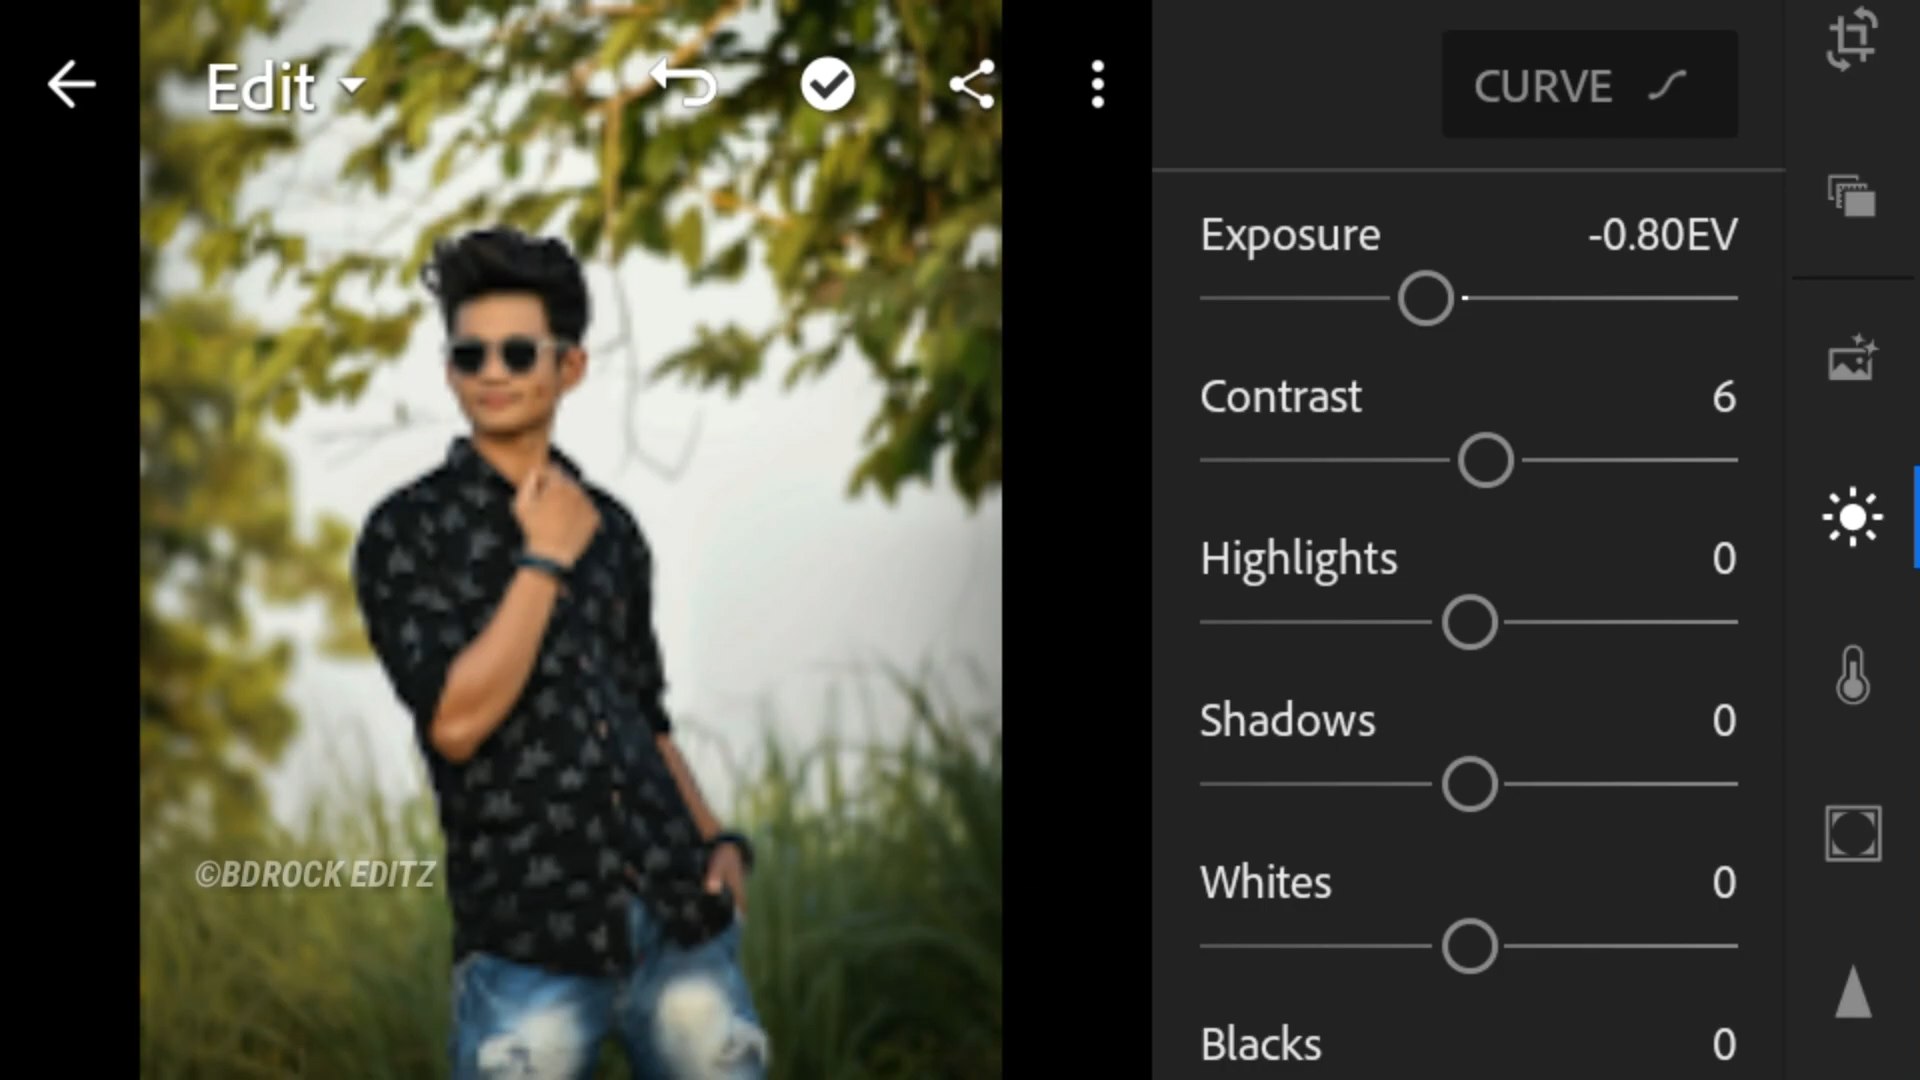 Edit
CURVE
Exposure -0.80EV
Contrast 6
Highlights 0
Shadows 0
Whites 0
Blacks 0
©BDROCK EDITZ